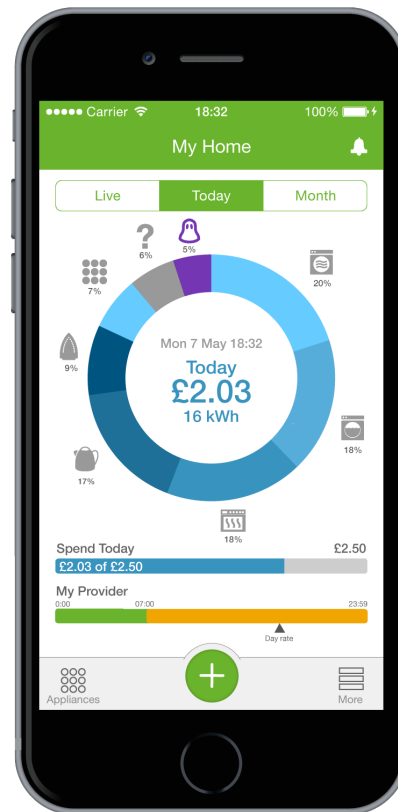 Carrier 18:32 100%
My Home
Live Today Month
?
5%
6%
7%
20%
9%
18%
17%
18%
Mon 7 May 18:32
Today
£2.03
16 kWh
Spend Today £2.50
£2.03 of £2.50
My Provider
0:00 07:00 23:59
Day rate
+
Appliances More